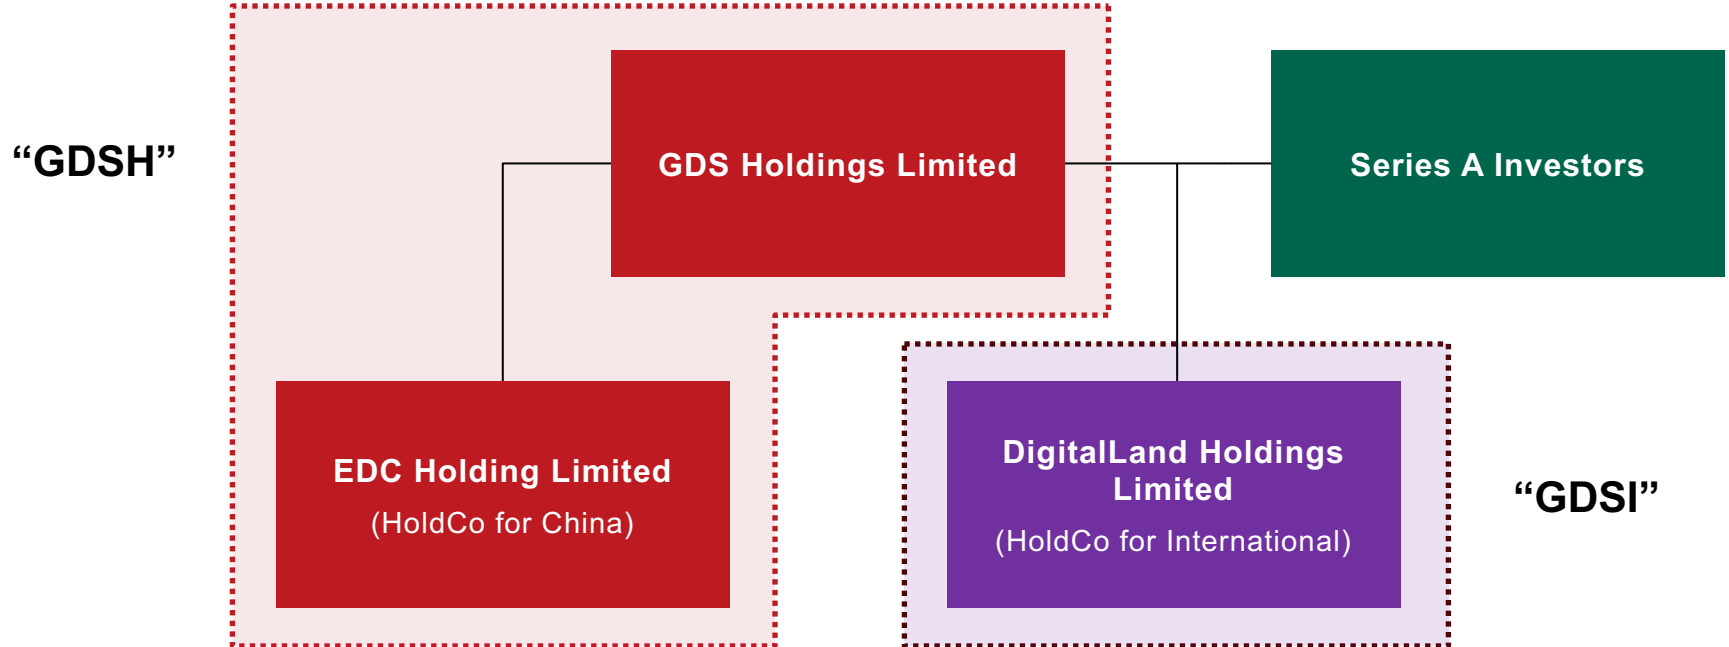 “GDSH”
GDS Holdings Limited
Series A Investors
EDC Holding Limited
(HoldCo for China)
DigitalLand Holdings
Limited
(HoldCo for International)
“GDSI”